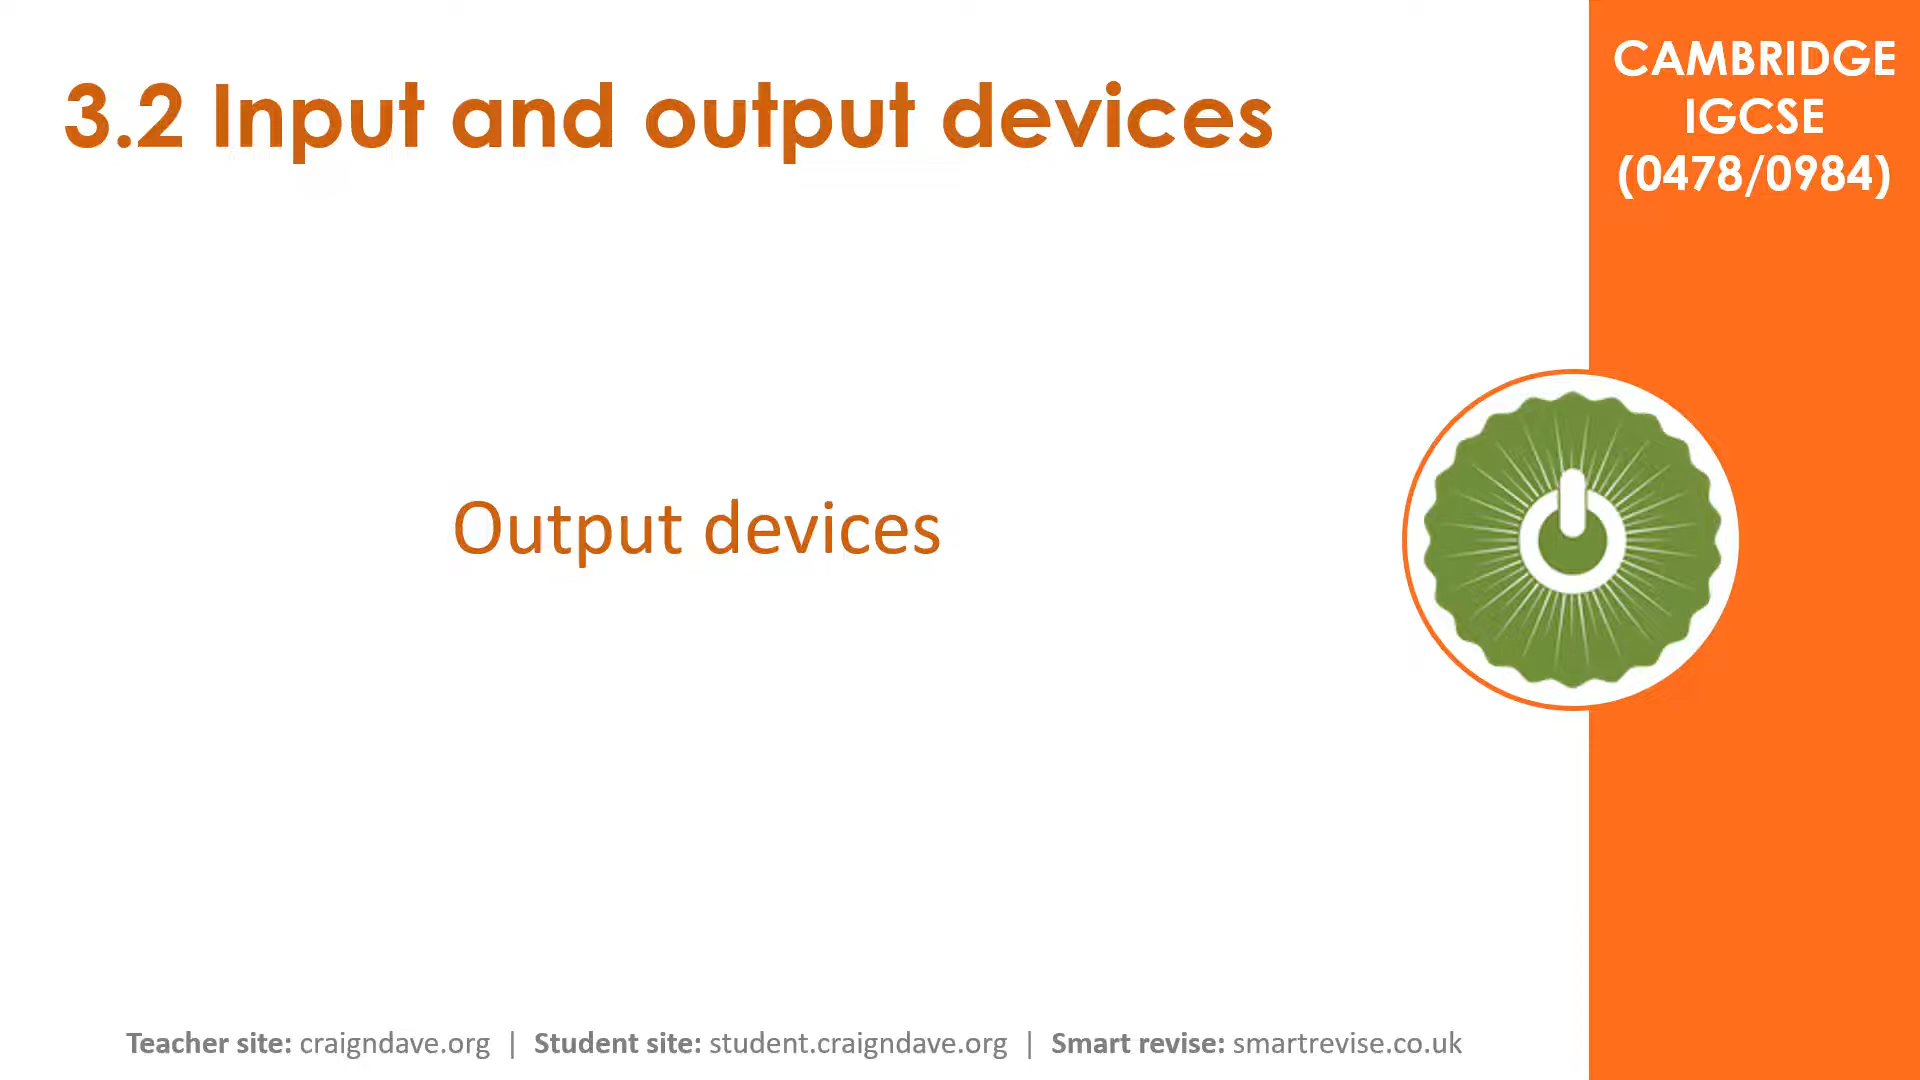 3.2 Input and output devices
CAMBRIDGE
IGCSE
(0478/0984)
Output devices
Teacher site: craigndave.org | Student site: student.craigndave.org | Smart revise: smartrevise.co.uk